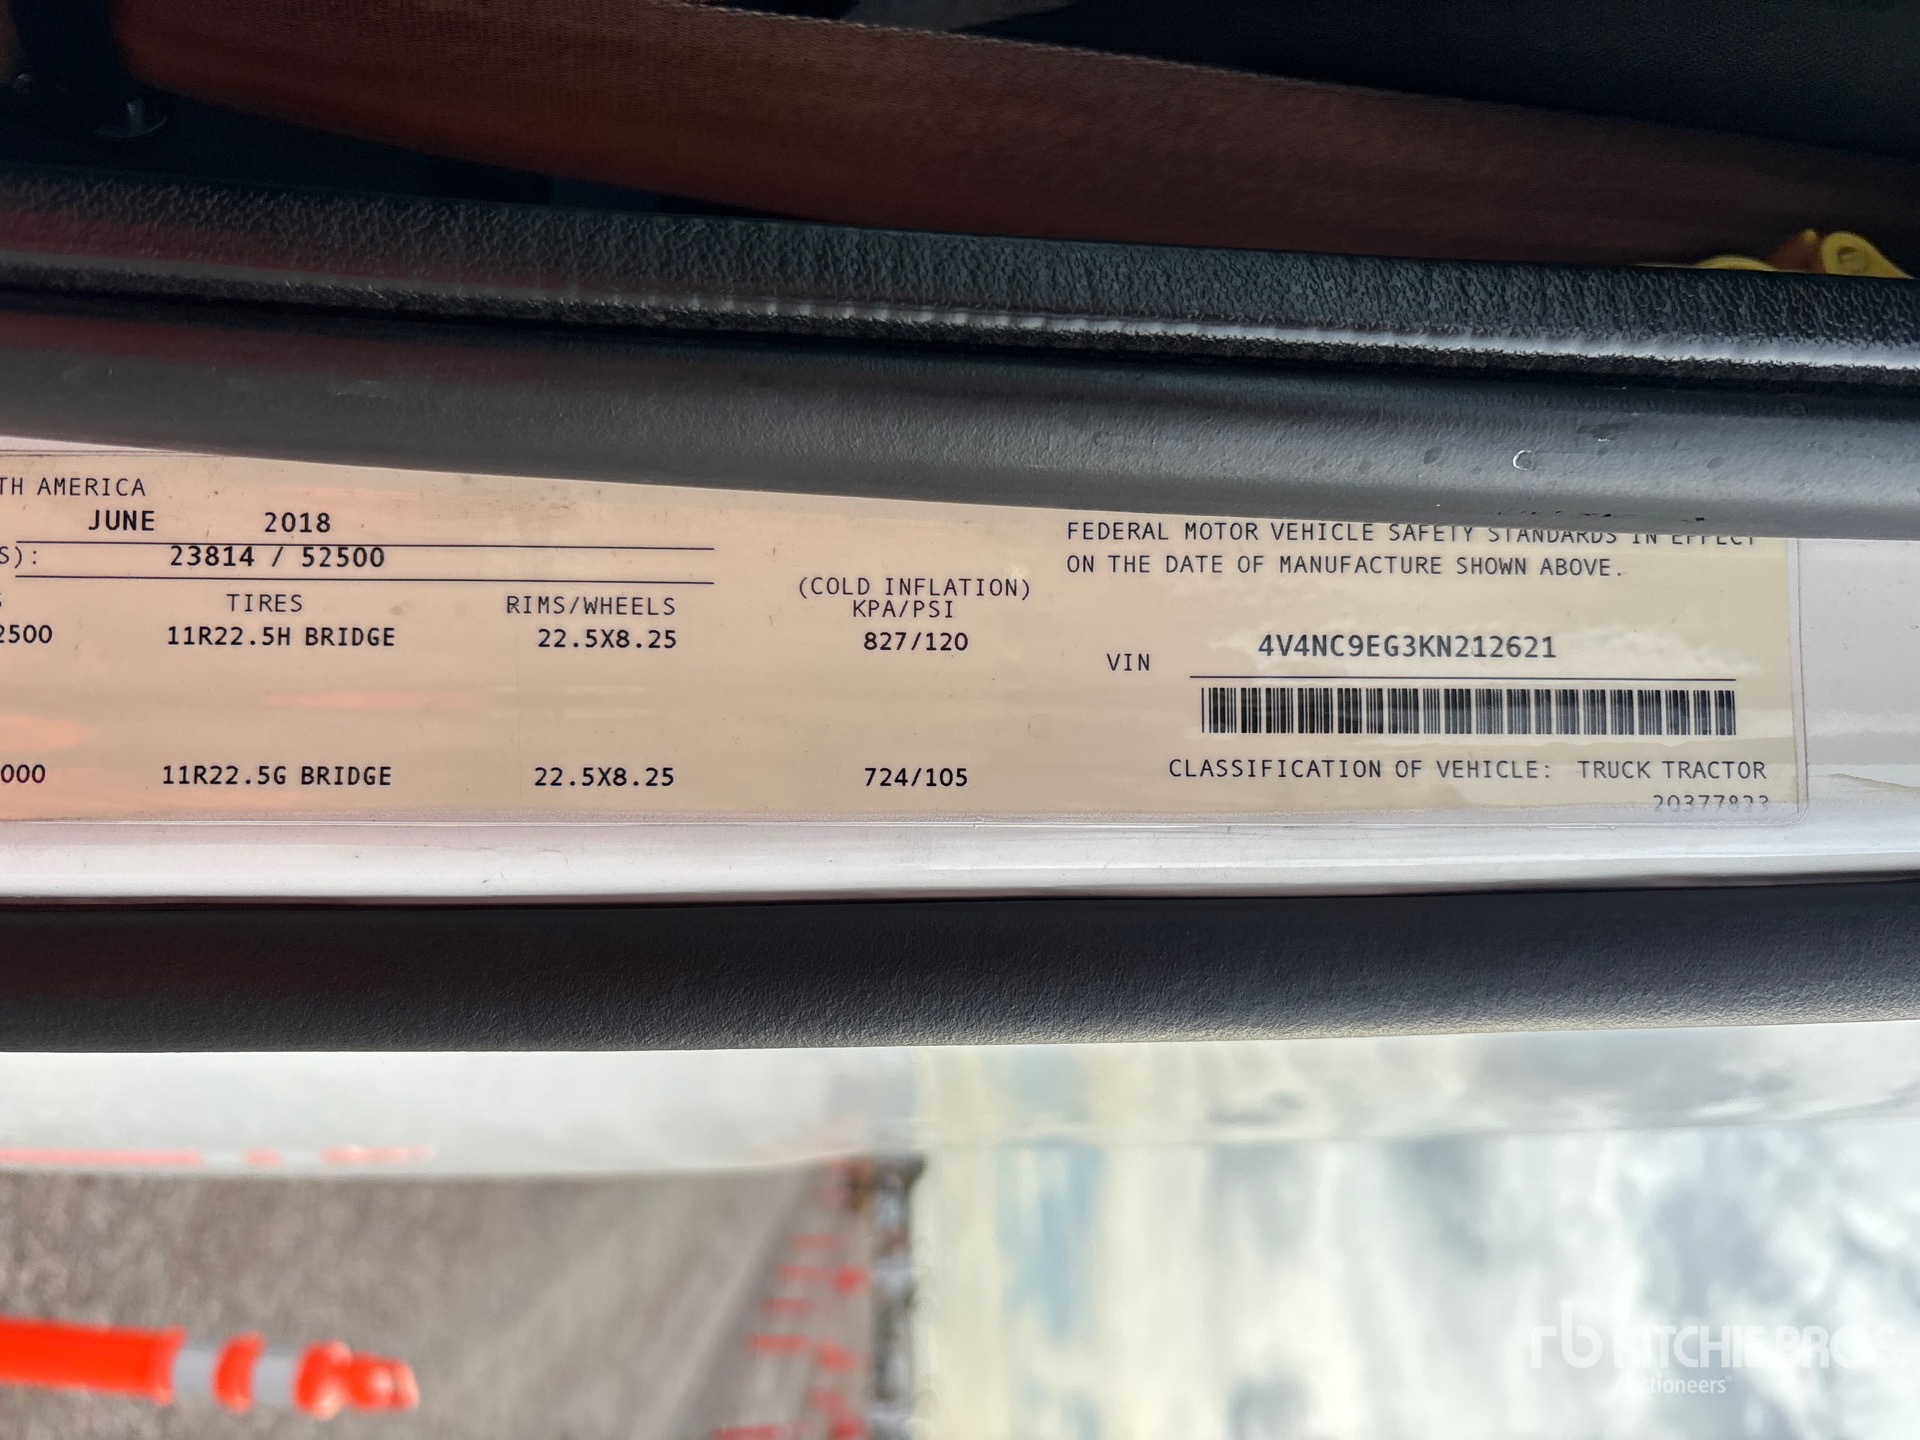 TH AMERICA
JUNE 2018
S): 23814 / 52500
TIRES RIMS/WHEELS (COLD INFLATION) KPA/PSI
2500 11R22.5H BRIDGE 22.5X8.25 827/120
000 11R22.5G BRIDGE 22.5X8.25 724/105
FEDERAL MOTOR VEHICLE SAFETY STANDARDS IN EFFECT
ON THE DATE OF MANUFACTURE SHOWN ABOVE.
VIN 4V4NC9EG3KN212621
CLASSIFICATION OF VEHICLE: TRUCK TRACTOR
20377823
rb RITCHIE BROS.
Auctioneers